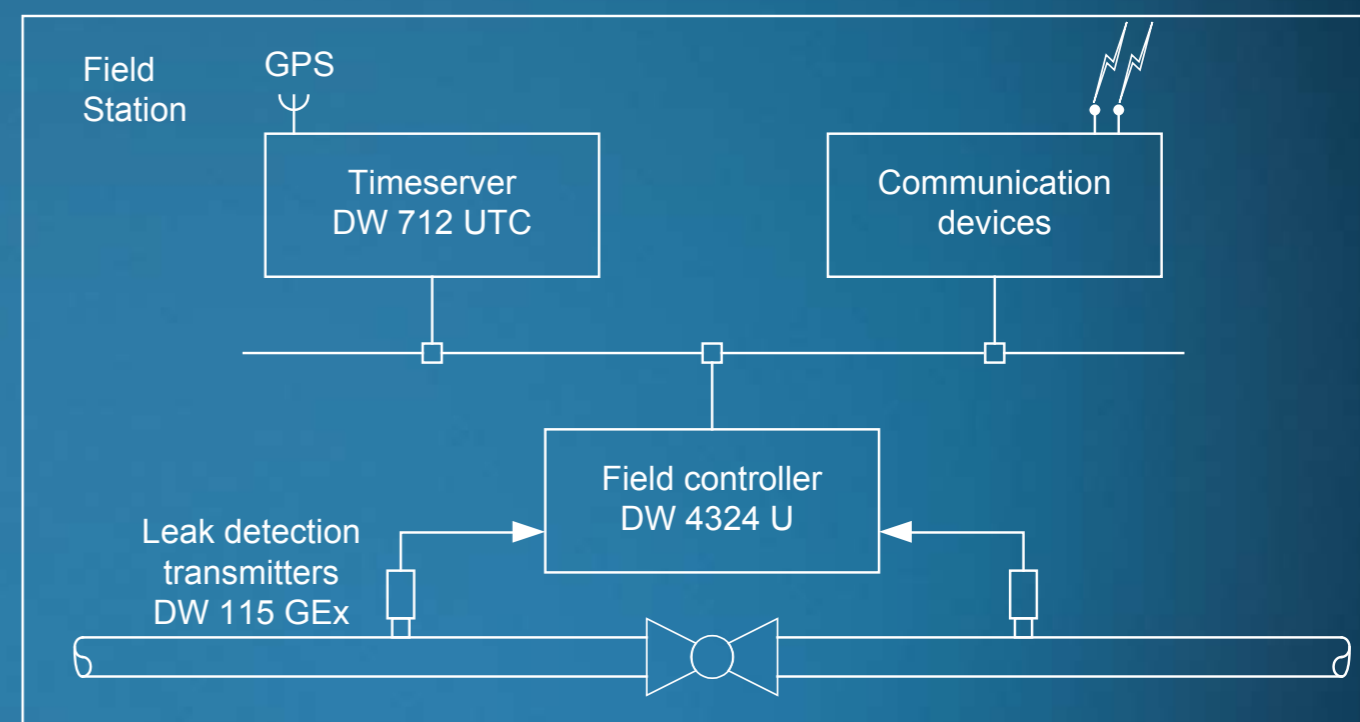 Field
Station
GPS
Timeserver
DW 712 UTC
Communication
devices
Field controller
DW 4324 U
Leak detection
transmitters
DW 115 GEx